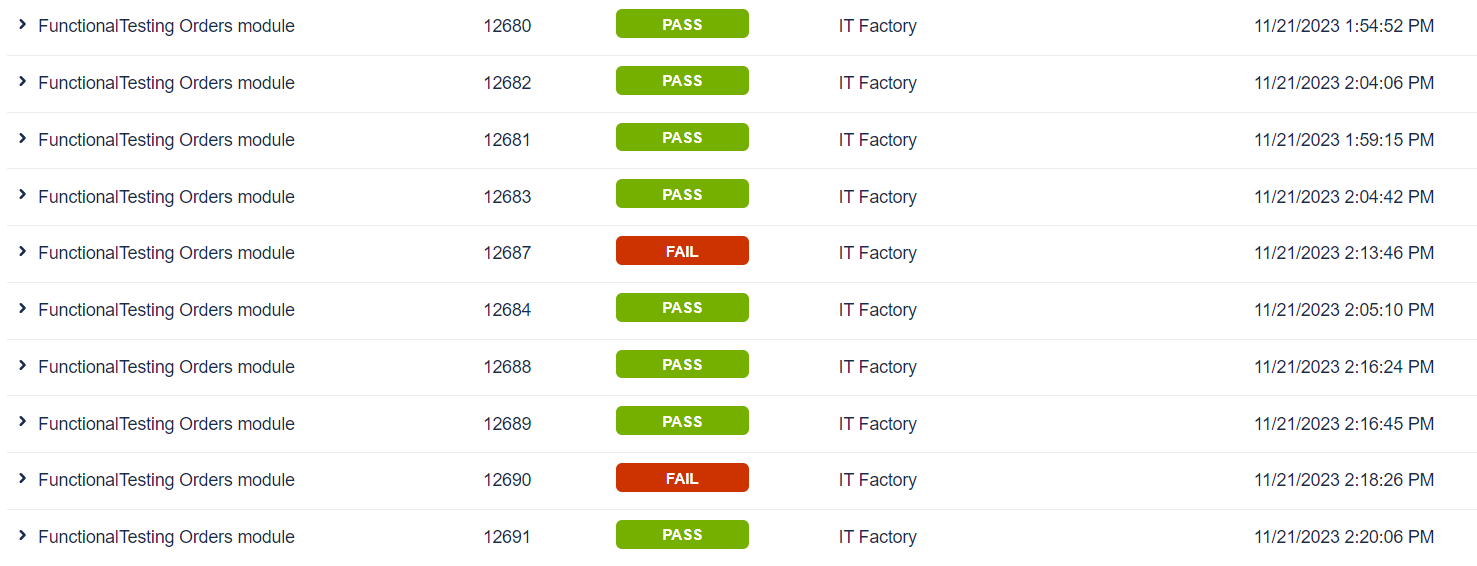 FunctionalTesting Orders module 12680 PASS IT Factory 11/21/2023 1:54:52 PM
FunctionalTesting Orders module 12682 PASS IT Factory 11/21/2023 2:04:06 PM
FunctionalTesting Orders module 12681 PASS IT Factory 11/21/2023 1:59:15 PM
FunctionalTesting Orders module 12683 PASS IT Factory 11/21/2023 2:04:42 PM
FunctionalTesting Orders module 12687 FAIL IT Factory 11/21/2023 2:13:46 PM
FunctionalTesting Orders module 12684 PASS IT Factory 11/21/2023 2:05:10 PM
FunctionalTesting Orders module 12688 PASS IT Factory 11/21/2023 2:16:24 PM
FunctionalTesting Orders module 12689 PASS IT Factory 11/21/2023 2:16:45 PM
FunctionalTesting Orders module 12690 FAIL IT Factory 11/21/2023 2:18:26 PM
FunctionalTesting Orders module 12691 PASS IT Factory 11/21/2023 2:20:06 PM